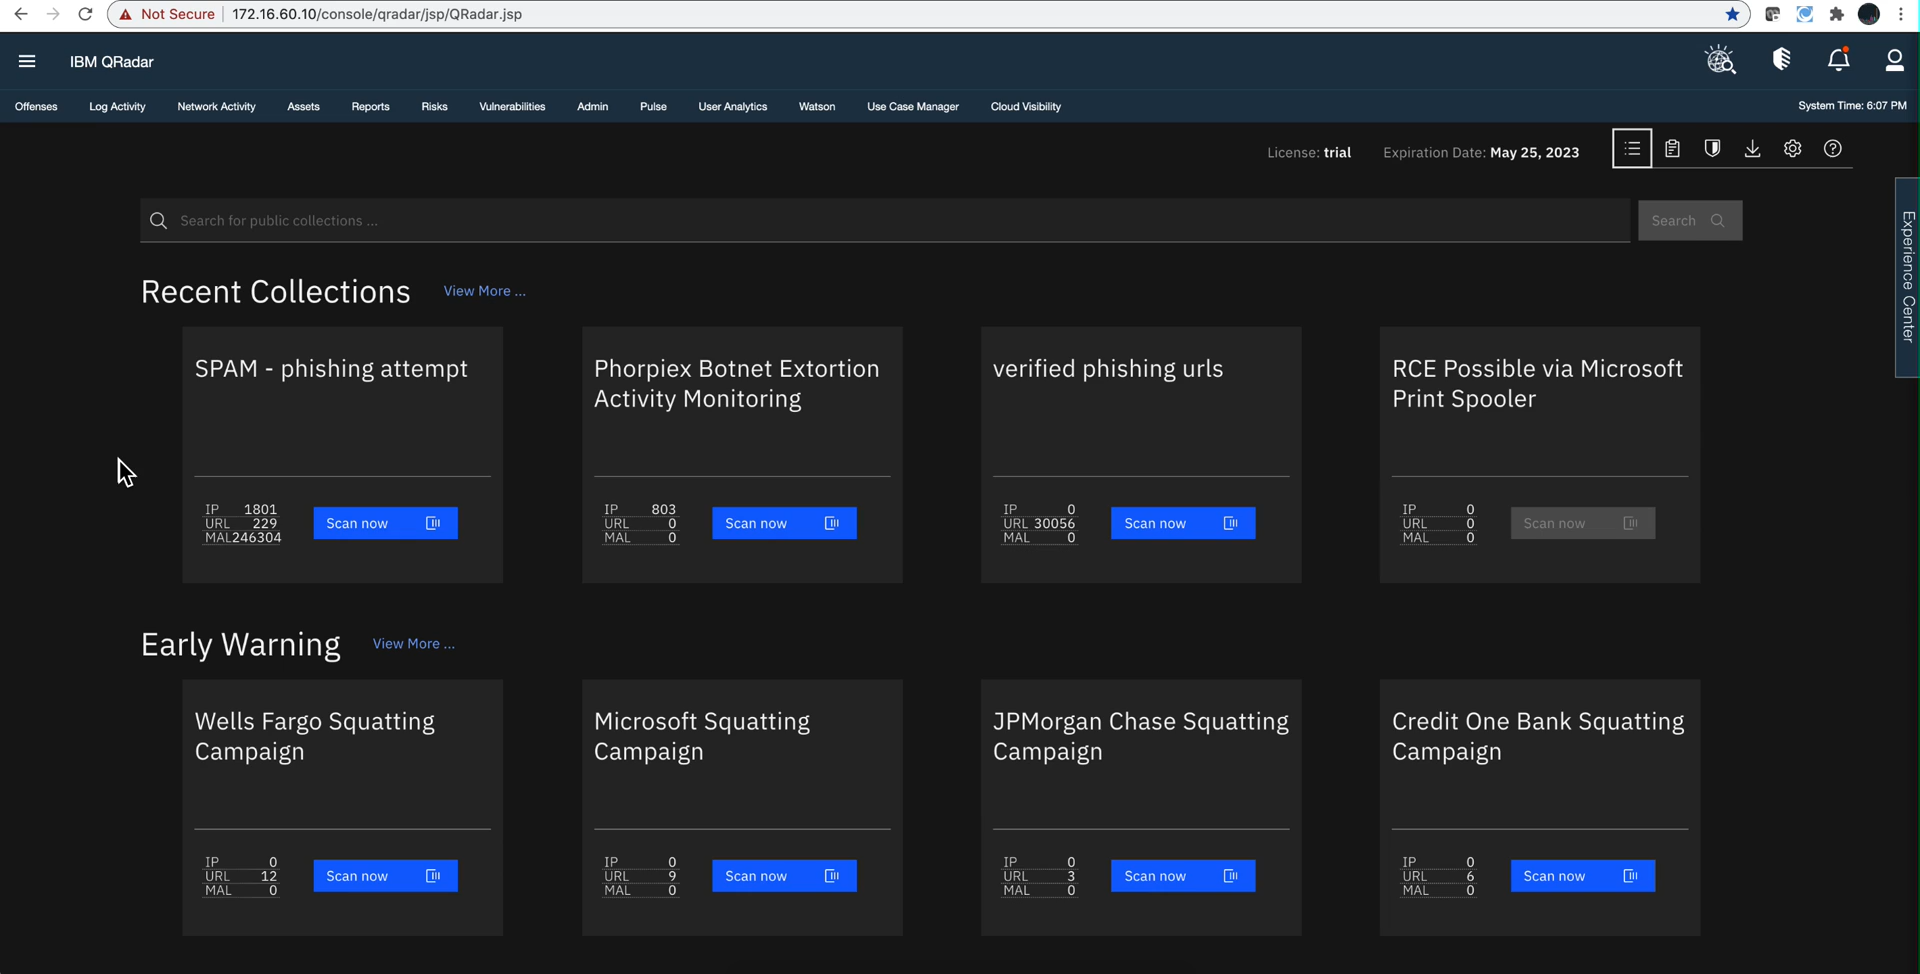 Not Secure 172.16.60.10/console/qradar/jsp/QRadar.jsp
IBM QRadar
Offenses Log Activity Network Activity Assets Reports Risks Vulnerabilities Admin Pulse User Analytics Watson Use Case Manager Cloud Visibility System Time: 6:07 PM
License: trial Expiration Date: May 25, 2023
Experience Center
Search for public collections ... Search
Recent Collections View More ...
SPAM - phishing attempt
IP 1801
URL 229
MAL 246304
Scan now
Phorpiex Botnet Extortion
Activity Monitoring
IP 803
URL 0
MAL 0
Scan now
verified phishing urls
IP 0
URL 30056
MAL 0
Scan now
RCE Possible via Microsoft
Print Spooler
IP 0
URL 0
MAL 0
Scan now
Early Warning View More ...
Wells Fargo Squatting
Campaign
IP 0
URL 12
MAL 0
Scan now
Microsoft Squatting
Campaign
IP 0
URL 9
MAL 0
Scan now
JPMorgan Chase Squatting
Campaign
IP 0
URL 3
MAL 0
Scan now
Credit One Bank Squatting
Campaign
IP 0
URL 6
MAL 0
Scan now